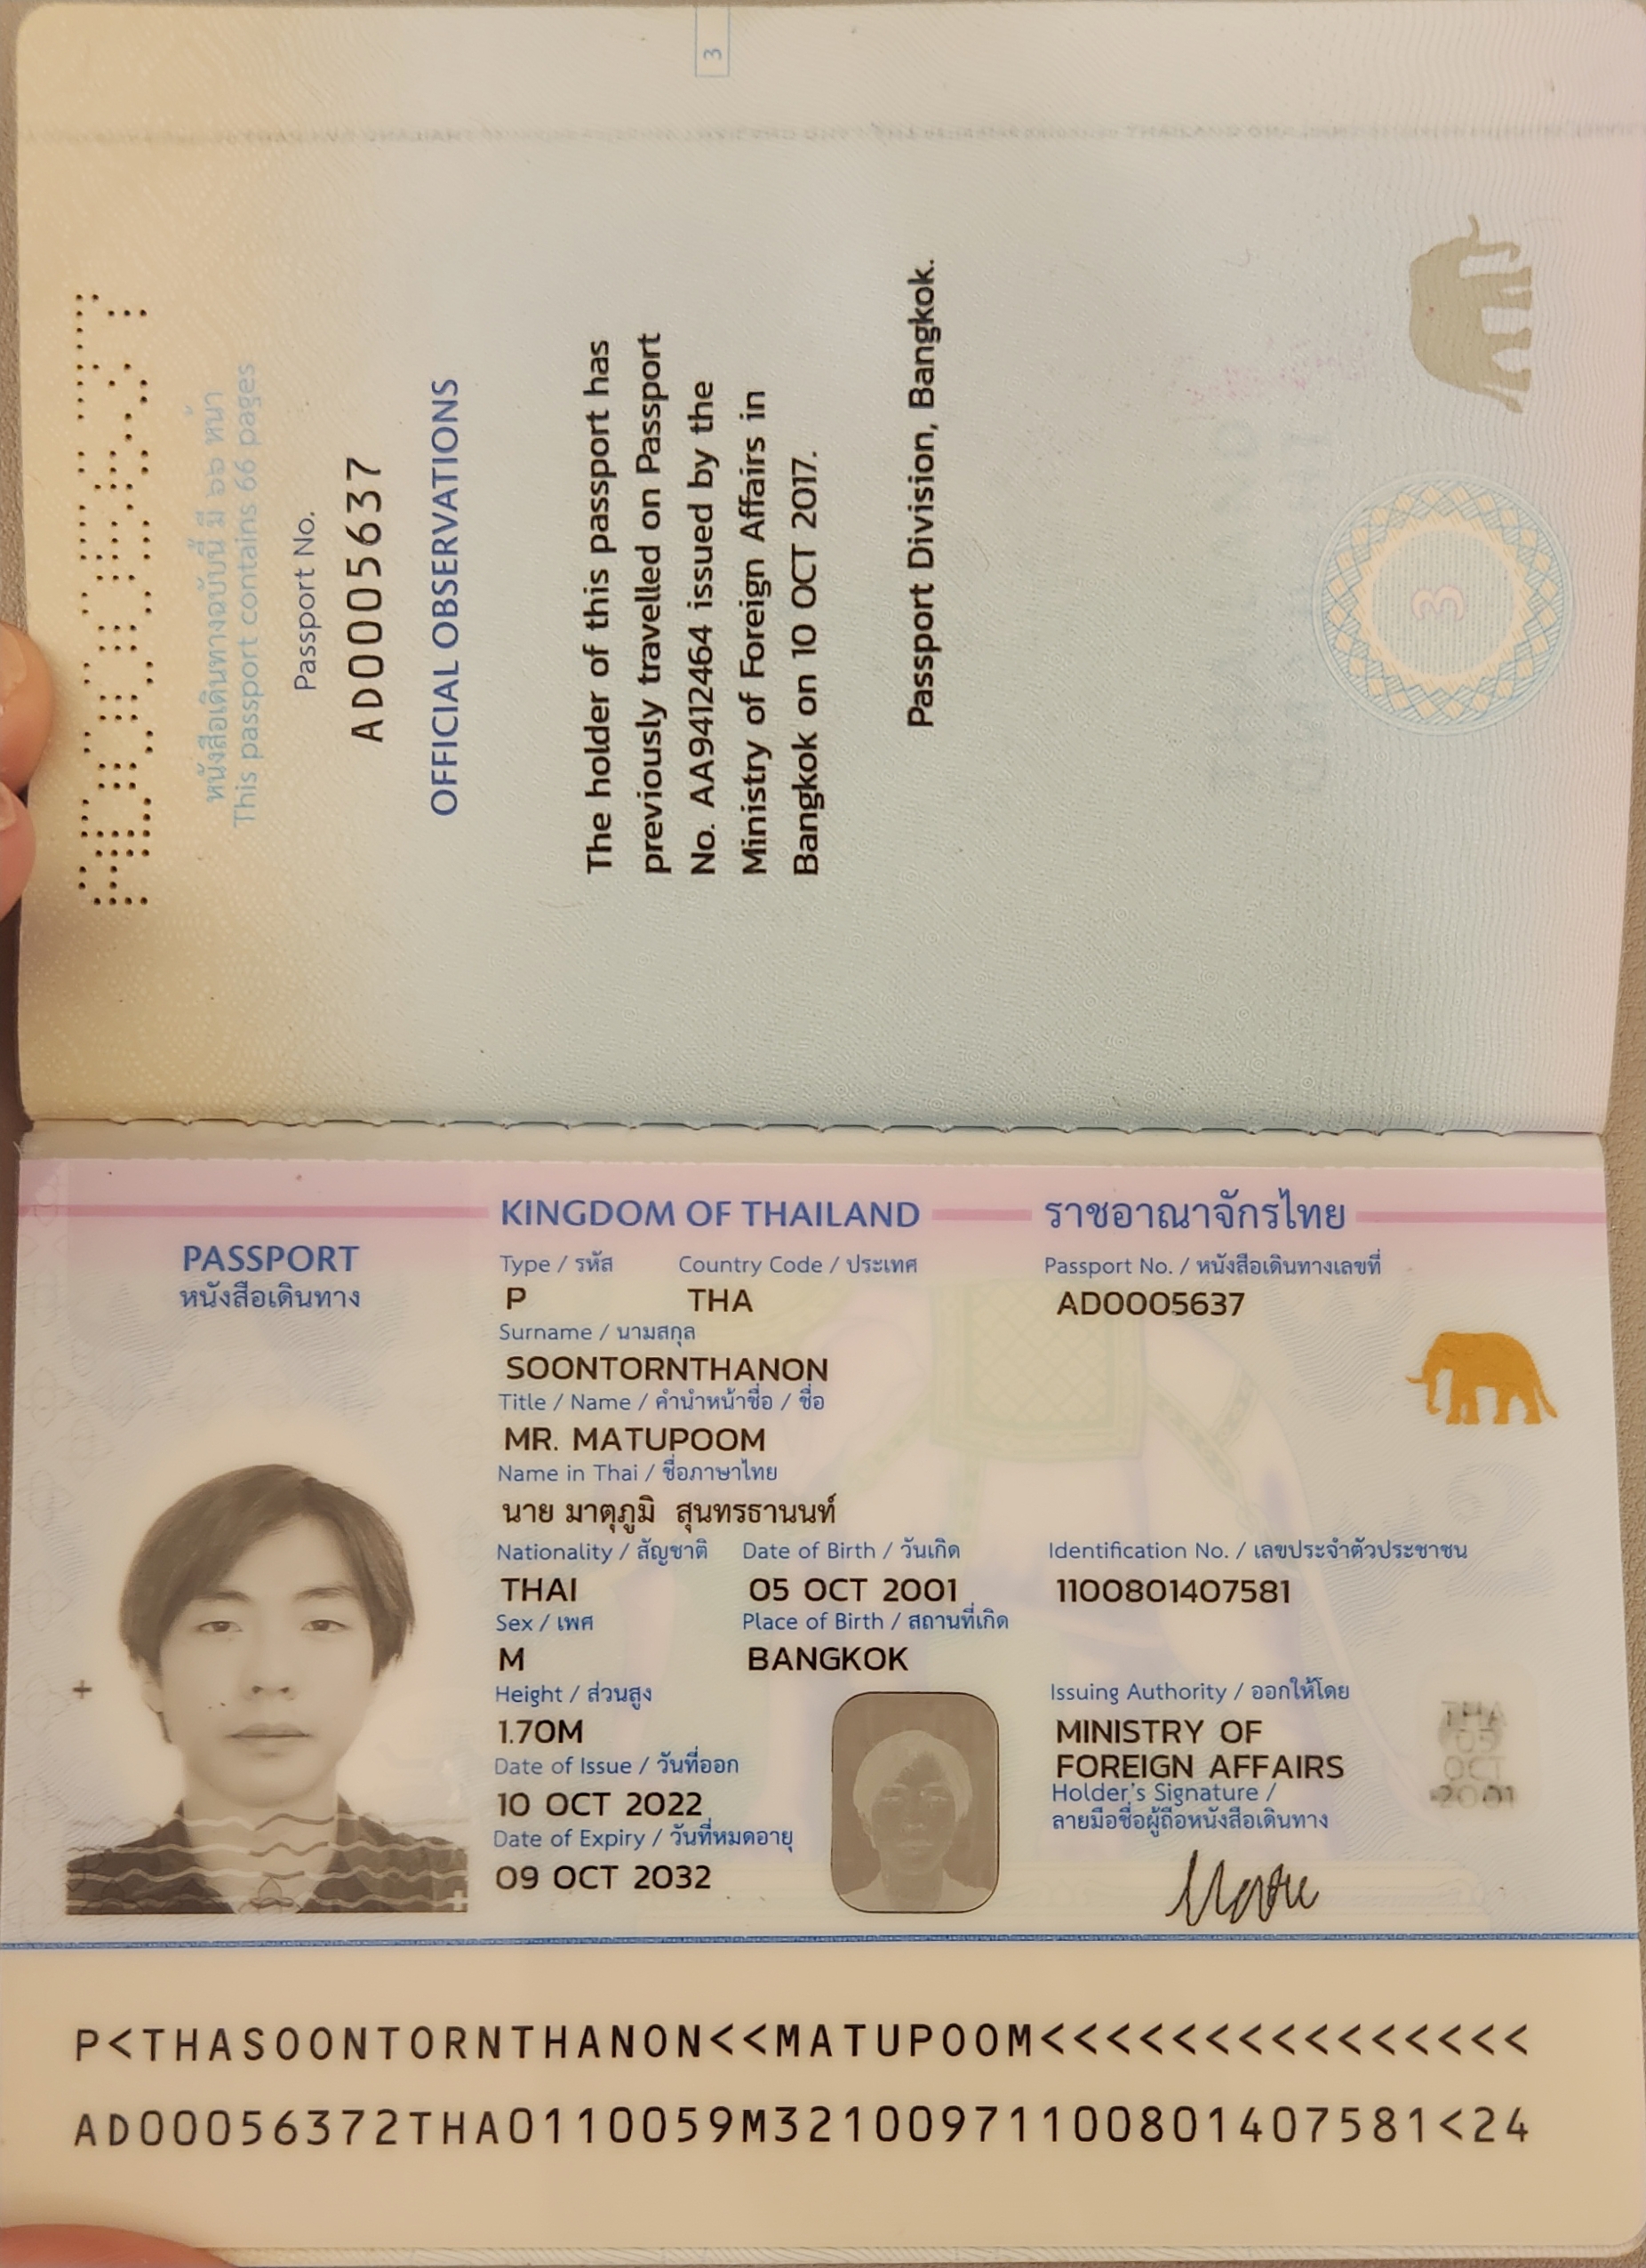 3
AD0005637
หนังสือเดินทางฉบับนี้ มี ๖๖ หน้า
This passport contains 66 pages
Passport No.
AD0005637
OFFICIAL OBSERVATIONS
The holder of this passport has
previously travelled on Passport
No. AA9412464 issued by the
Ministry of Foreign Affairs in
Bangkok on 10 OCT 2017.
Passport Division, Bangkok.
3
KINGDOM OF THAILAND ราชอาณาจักรไทย
PASSPORT
หนังสือเดินทาง
Type / รหัส Country Code / ประเทศ Passport No. / หนังสือเดินทางเลขที่
P THA AD0005637
Surname / นามสกุล
SOONTORNTHANON
Title / Name / คำนำหน้าชื่อ / ชื่อ
MR. MATUPOOM
Name in Thai / ชื่อภาษาไทย
นาย มาตุภูมิ สุนทรธานนท์
Nationality / สัญชาติ Date of Birth / วันเกิด Identification No. / เลขประจำตัวประชาชน
THAI 05 OCT 2001 1100801407581
Sex / เพศ Place of Birth / สถานที่เกิด
M BANGKOK
Height / ส่วนสูง Issuing Authority / ออกให้โดย
1.70M MINISTRY OF
FOREIGN AFFAIRS
Date of Issue / วันที่ออก Holder's Signature /
ลายมือชื่อผู้ถือหนังสือเดินทาง
10 OCT 2022
Date of Expiry / วันที่หมดอายุ
09 OCT 2032
THA
05
OCT
2001
P<THASOONTORNTHANON<<MATUPOOM<<<<<<<<<<<<<<<
AD00056372THA0110059M32100971100801407581<24